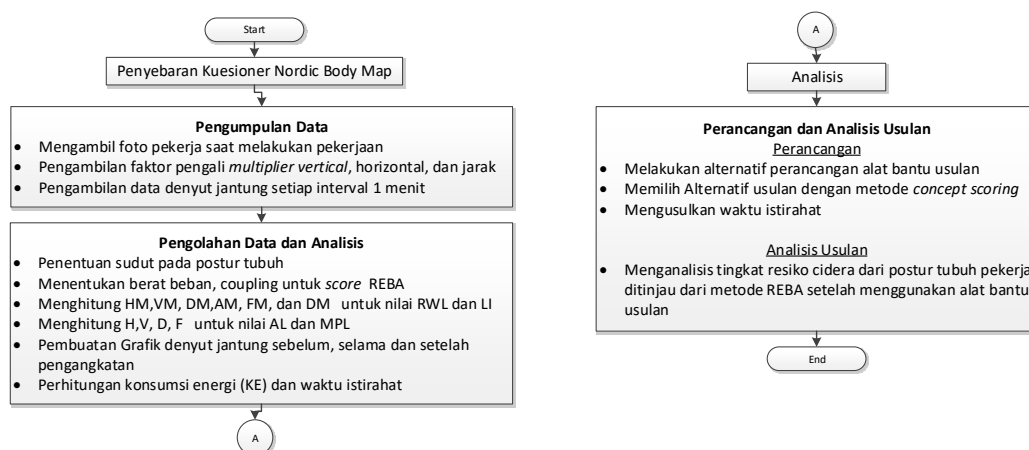 Start
Penyebaran Kuesioner Nordic Body Map
Pengumpulan Data
• Mengambil foto pekerja saat melakukan pekerjaan
• Pengambilan faktor pengali multiplier vertical, horizontal, dan jarak
• Pengambilan data denyut jantung setiap interval 1 menit
Pengolahan Data dan Analisis
• Penentuan sudut pada postur tubuh
• Menentukan berat beban, coupling untuk score REBA
• Menghitung HM,VM, DM,AM, FM, dan DM untuk nilai RWL dan LI
• Menghitung H,V, D, F untuk nilai AL dan MPL
• Pembuatan Grafik denyut jantung sebelum, selama dan setelah
pengangkatan
• Perhitungan konsumsi energi (KE) dan waktu istirahat
A
A
Analisis
Perancangan dan Analisis Usulan
Perancangan
• Melakukan alternatif perancangan alat bantu usulan
• Memilih Alternatif usulan dengan metode concept scoring
• Mengusulkan waktu istirahat
Analisis Usulan
• Menganalisis tingkat resiko cidera dari postur tubuh pekerja
ditinjau dari metode REBA setelah menggunakan alat bantu
usulan
End